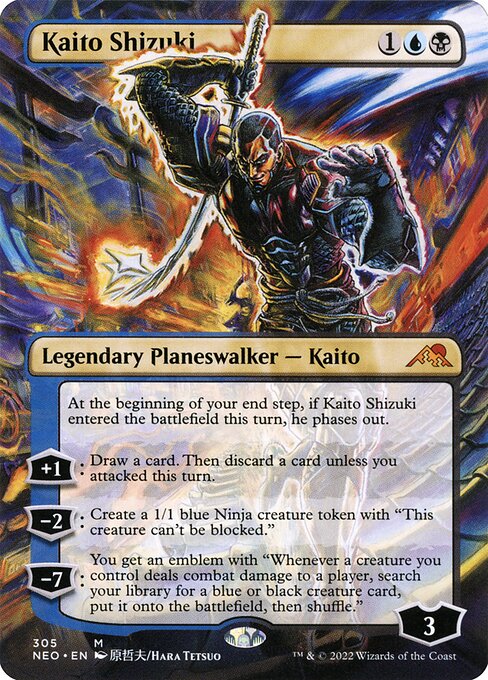 Kaito Shizuki 1
Legendary Planeswalker — Kaito
At the beginning of your end step, if Kaito Shizuki
entered the battlefield this turn, he phases out.
+1 : Draw a card. Then discard a card unless you
attacked this turn.
-2 : Create a 1/1 blue Ninja creature token with “This
creature can't be blocked.”
-7 : You get an emblem with “Whenever a creature you
control deals combat damage to a player, search
your library for a blue or black creature card,
put it onto the battlefield, then shuffle.”
3
305 M
NEO • EN 原哲夫/HARA TETSUO
™ & © 2022 Wizards of the Coast